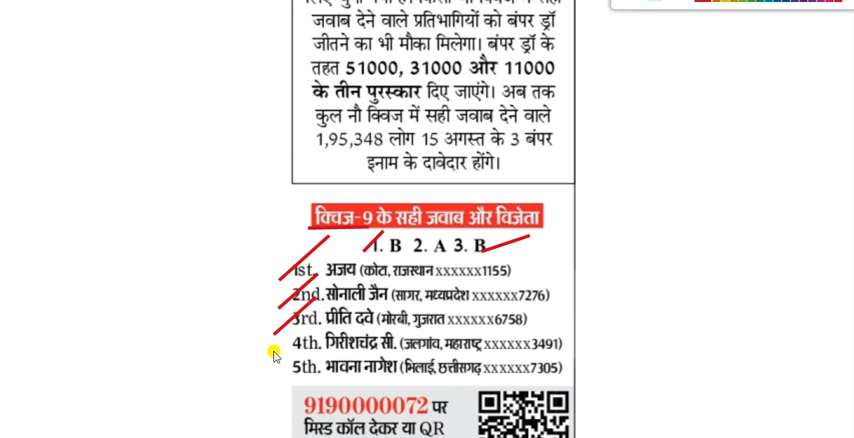 जवाब देने वाले प्रतिभागियों को बंपर ड्रॉ
जीतने का भी मौका मिलेगा। बंपर ड्रॉ के
तहत 51000, 31000 और 11000
के तीन पुरस्कार दिए जाएंगे। अब तक
कुल नौ क्विज में सही जवाब देने वाले
1,95,348 लोग 15 अगस्त के 3 बंपर
इनाम के दावेदार होंगे।
क्विज-9 के सही जवाब और विजेता
1. B 2. A 3. B
1st. अजय (कोटा, राजस्थान xxxxxx1155)
2nd. सोनाली जैन (सागर, मध्यप्रदेश xxxxxx7276)
3rd. प्रीति दवे (मोरबी, गुजरात xxxxxx6758)
4th. गिरीशचंद्र सी. (जलगांव, महाराष्ट्र xxxxxx3491)
5th. भावना नागेश (भिलाई, छत्तीसगढ़ xxxxxx7305)
9190000072 पर
मिस्ड कॉल देकर या QR